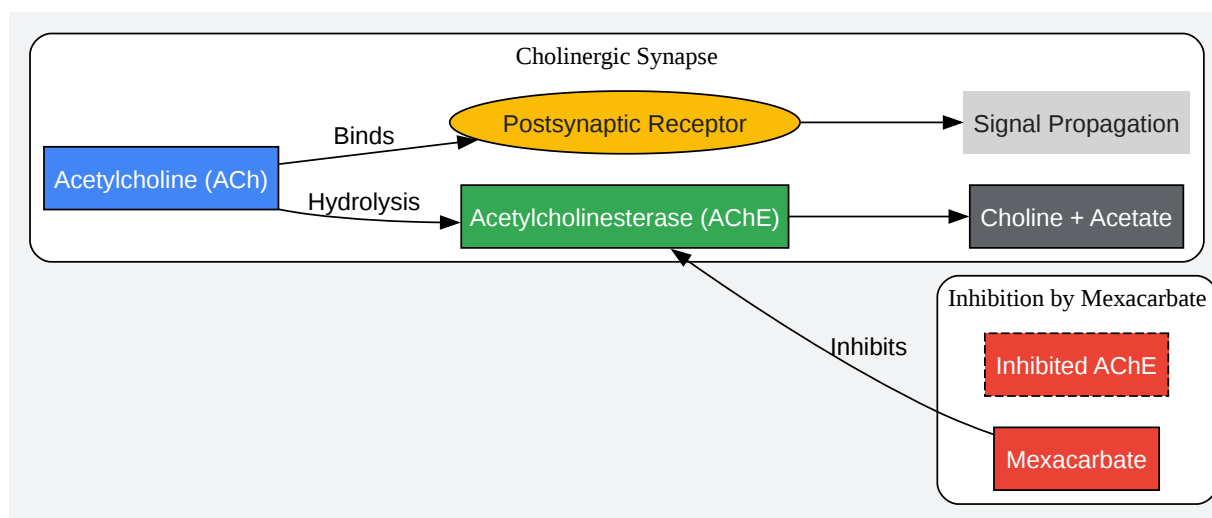 Cholinergic Synapse
Binds
Postsynaptic Receptor
Signal Propagation
Acetylcholine (ACh)
Hydrolysis
Acetylcholinesterase (AChE)
Choline + Acetate
Inhibition by Mexacarbate
Inhibits
Inhibited AChE
Mexacarbate